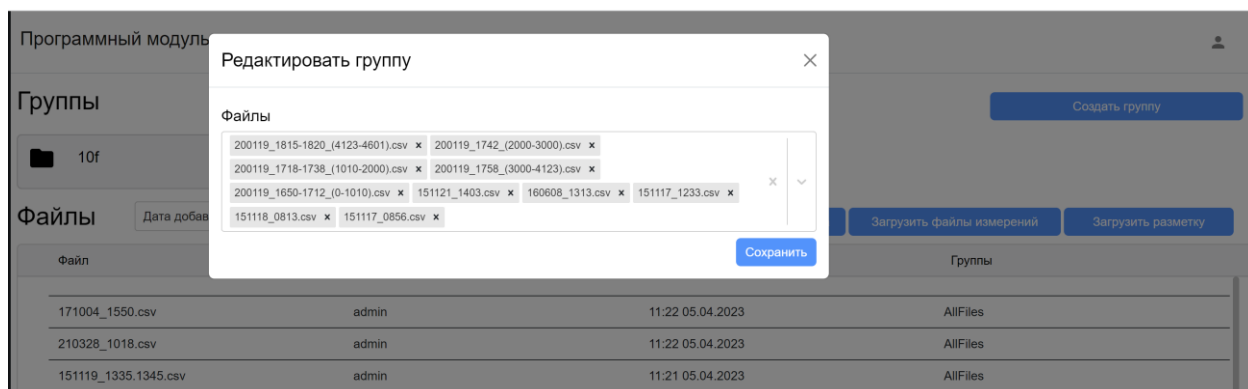 Программный модуль
Редактировать группу
Группы
Создать группу
Файлы
200119_1815-1820_(4123-4601).csv × 200119_1742_(2000-3000).csv ×
200119_1718-1738_(1010-2000).csv × 200119_1758_(3000-4123).csv ×
10f
200119_1650-1712_(0-1010).csv × 151121_1403.csv × 160608_1313.csv × 151117_1233.csv ×
151118_0813.csv × 151117_0856.csv ×
Файлы Дата добав Загрузить файлы измерений Загрузить разметку
Сохранить
Файл Группы
171004_1550.csv admin 11:22 05.04.2023 AllFiles
210328_1018.csv admin 11:22 05.04.2023 AllFiles
151119_1335.1345.csv admin 11:21 05.04.2023 AllFiles